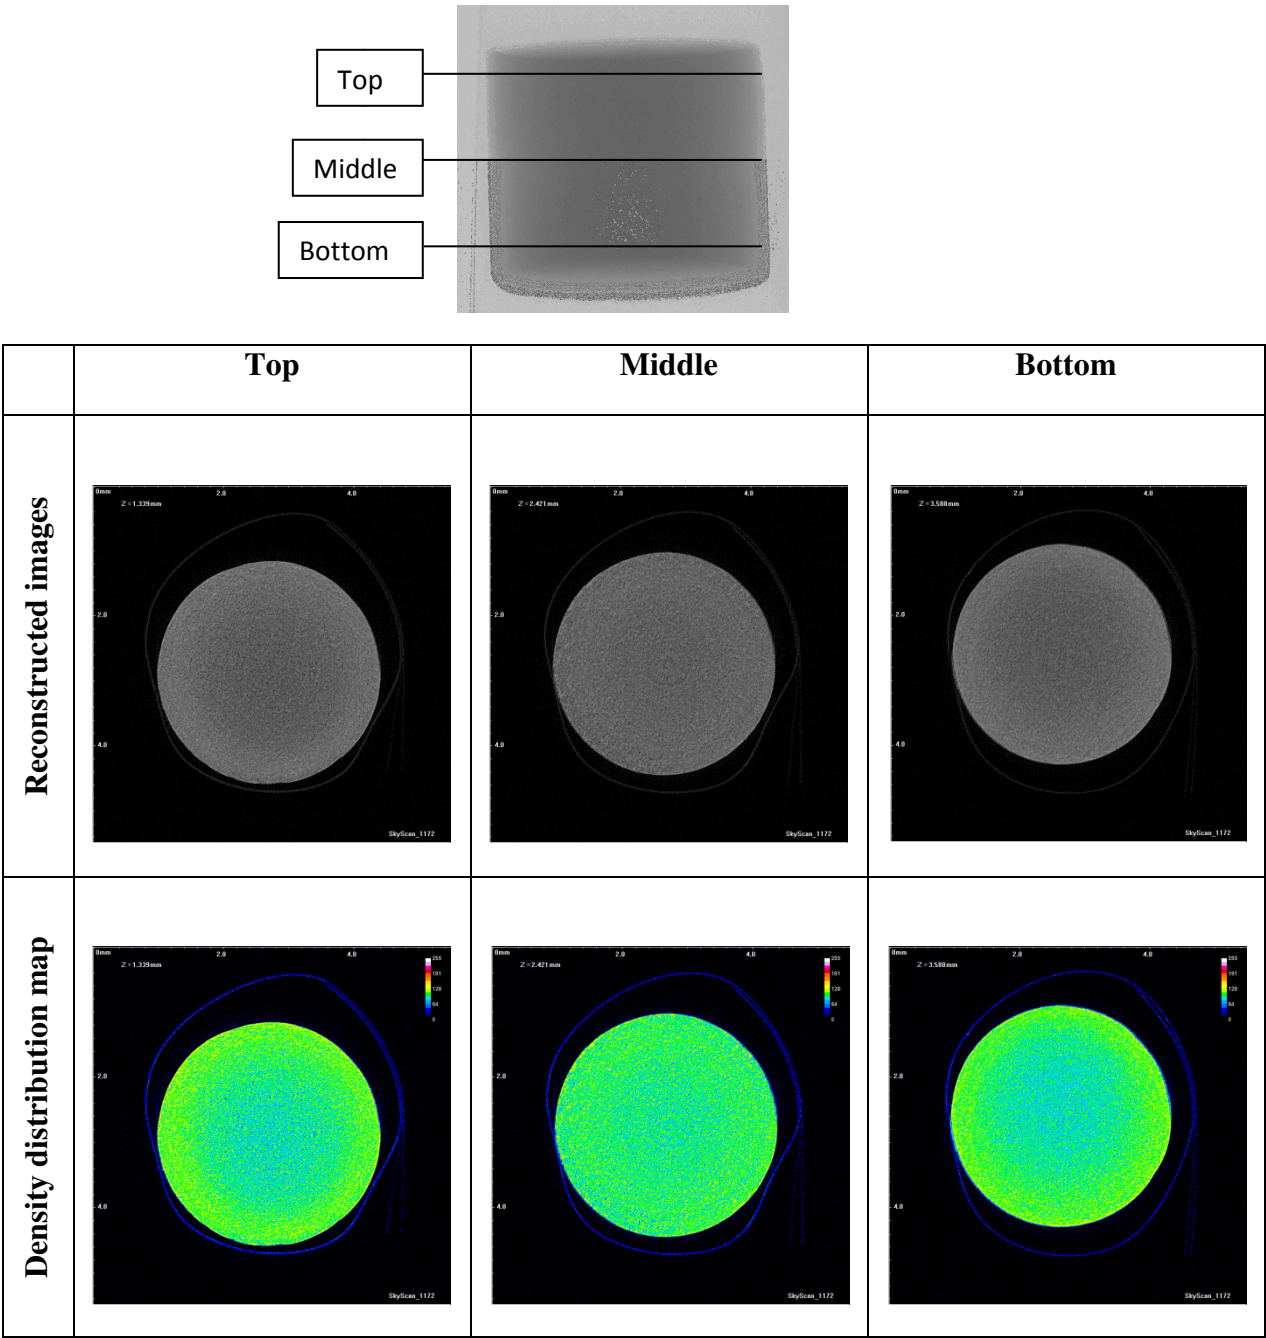 Top
Middle
Bottom
Top Middle Bottom
Reconstructed images
0mm 2.0 4.0
Z = 1.339mm
2.0
4.0
SkyScan_1172
0mm 2.0 4.0
Z = 2.421mm
2.0
4.0
SkyScan_1172
0mm 2.0 4.0
Z = 3.508mm
2.0
4.0
SkyScan_1172
Density distribution map
0mm 2.0 4.0
Z = 1.339mm
255
191
128
64
0
2.0
4.0
SkyScan_1172
0mm 2.0 4.0
Z = 2.421mm
255
191
128
64
0
2.0
4.0
SkyScan_1172
0mm 2.0 4.0
Z = 3.508mm
255
191
128
64
0
2.0
4.0
SkyScan_1172